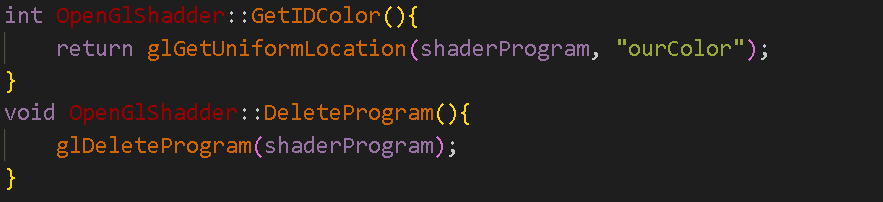 int OpenGlShadder::GetIDColor(){
    return glGetUniformLocation(shaderProgram, "ourColor");
}
void OpenGlShadder::DeleteProgram(){
    glDeleteProgram(shaderProgram);
}